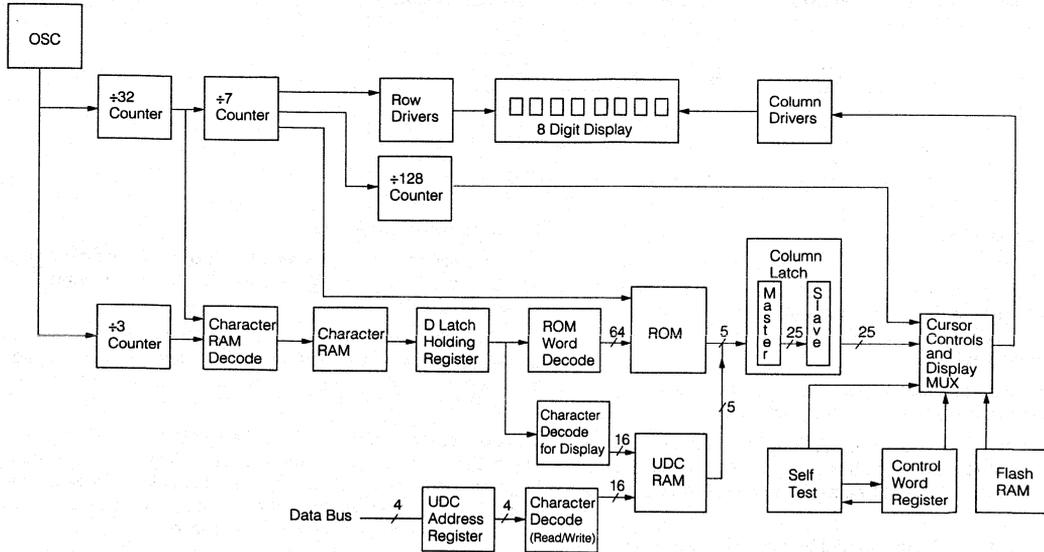 OSC
÷32
Counter
÷7
Counter
Row
Drivers
8 Digit Display
Column
Drivers
÷128
Counter
÷3
Counter
Character
RAM
Decode
Character
RAM
D Latch
Holding
Register
ROM
Word
Decode
64
ROM
5
Column
Latch
Master
25
Slave
25
Cursor
Controls
and
Display
MUX
Character
Decode
for Display
16
UDC
RAM
5
Self
Test
Control
Word
Register
Flash
RAM
Data Bus
4
UDC
Address
Register
4
Character
Decode
(Read/Write)
16